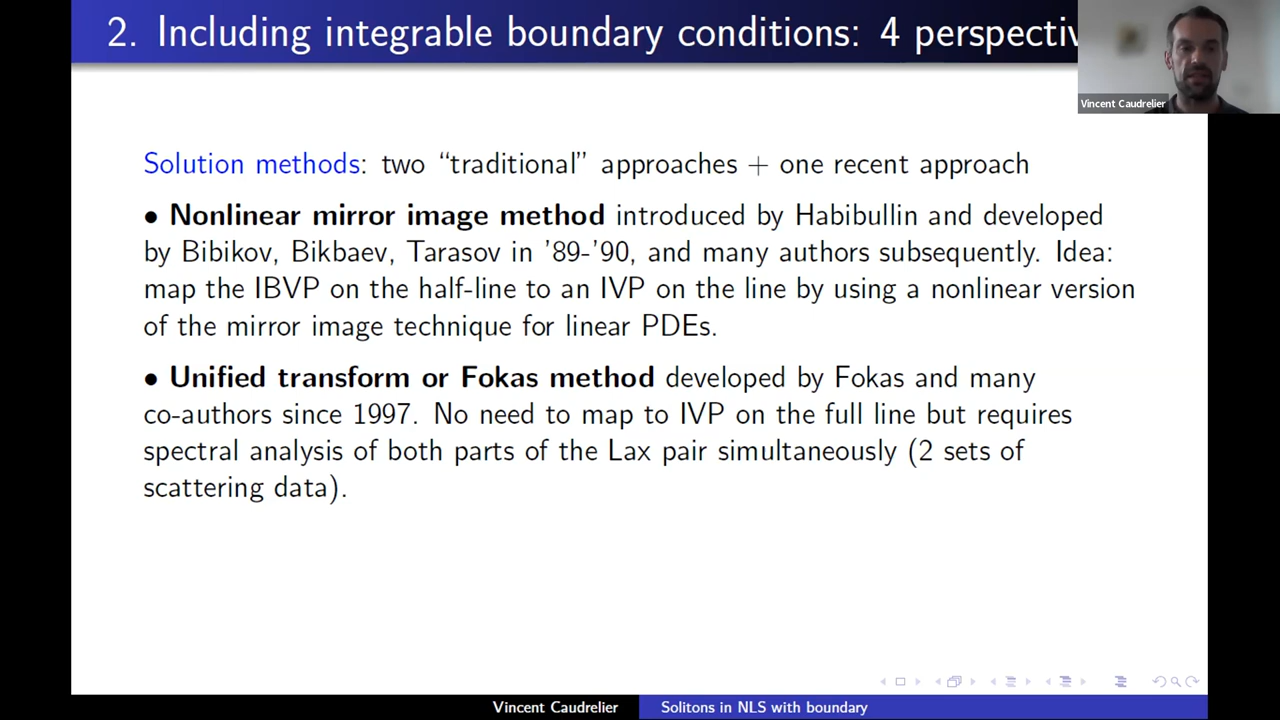 2. Including integrable boundary conditions: 4 
Vincent Caudrelier
Solution methods: two “traditional” approaches + one recent approach
• Nonlinear mirror image method introduced by Habibullin and developed
by Bibikov, Bikbaev, Tarasov in ’89-’90, and many authors subsequently. Idea:
map the IBVP on the half-line to an IVP on the line by using a nonlinear version
of the mirror image technique for linear PDEs.
• Unified transform or Fokas method developed by Fokas and many
co-authors since 1997. No need to map to IVP on the full line but requires
spectral analysis of both parts of the Lax pair simultaneously (2 sets of
scattering data).
Vincent Caudrelier
Solitons in NLS with boundary